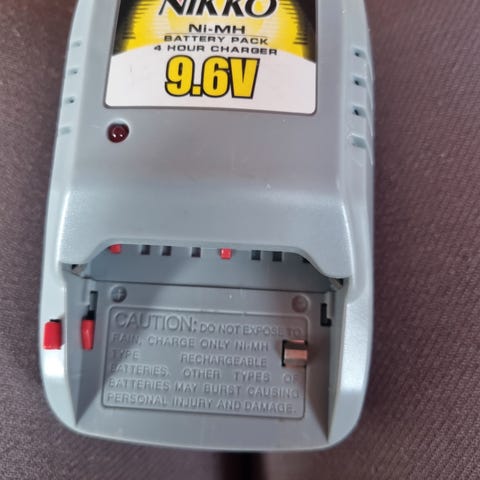 NIKKO
Ni-MH
BATTERY PACK
4 HOUR CHARGER
9.6V
CAUTION: DO NOT EXPOSE TO
RAIN, CHARGE ONLY NI-MH
TYPE RECHARGEABLE
BATTERIES. OTHER TYPES OF
BATTERIES MAY BURST CAUSING
PERSONAL INJURY AND DAMAGE.